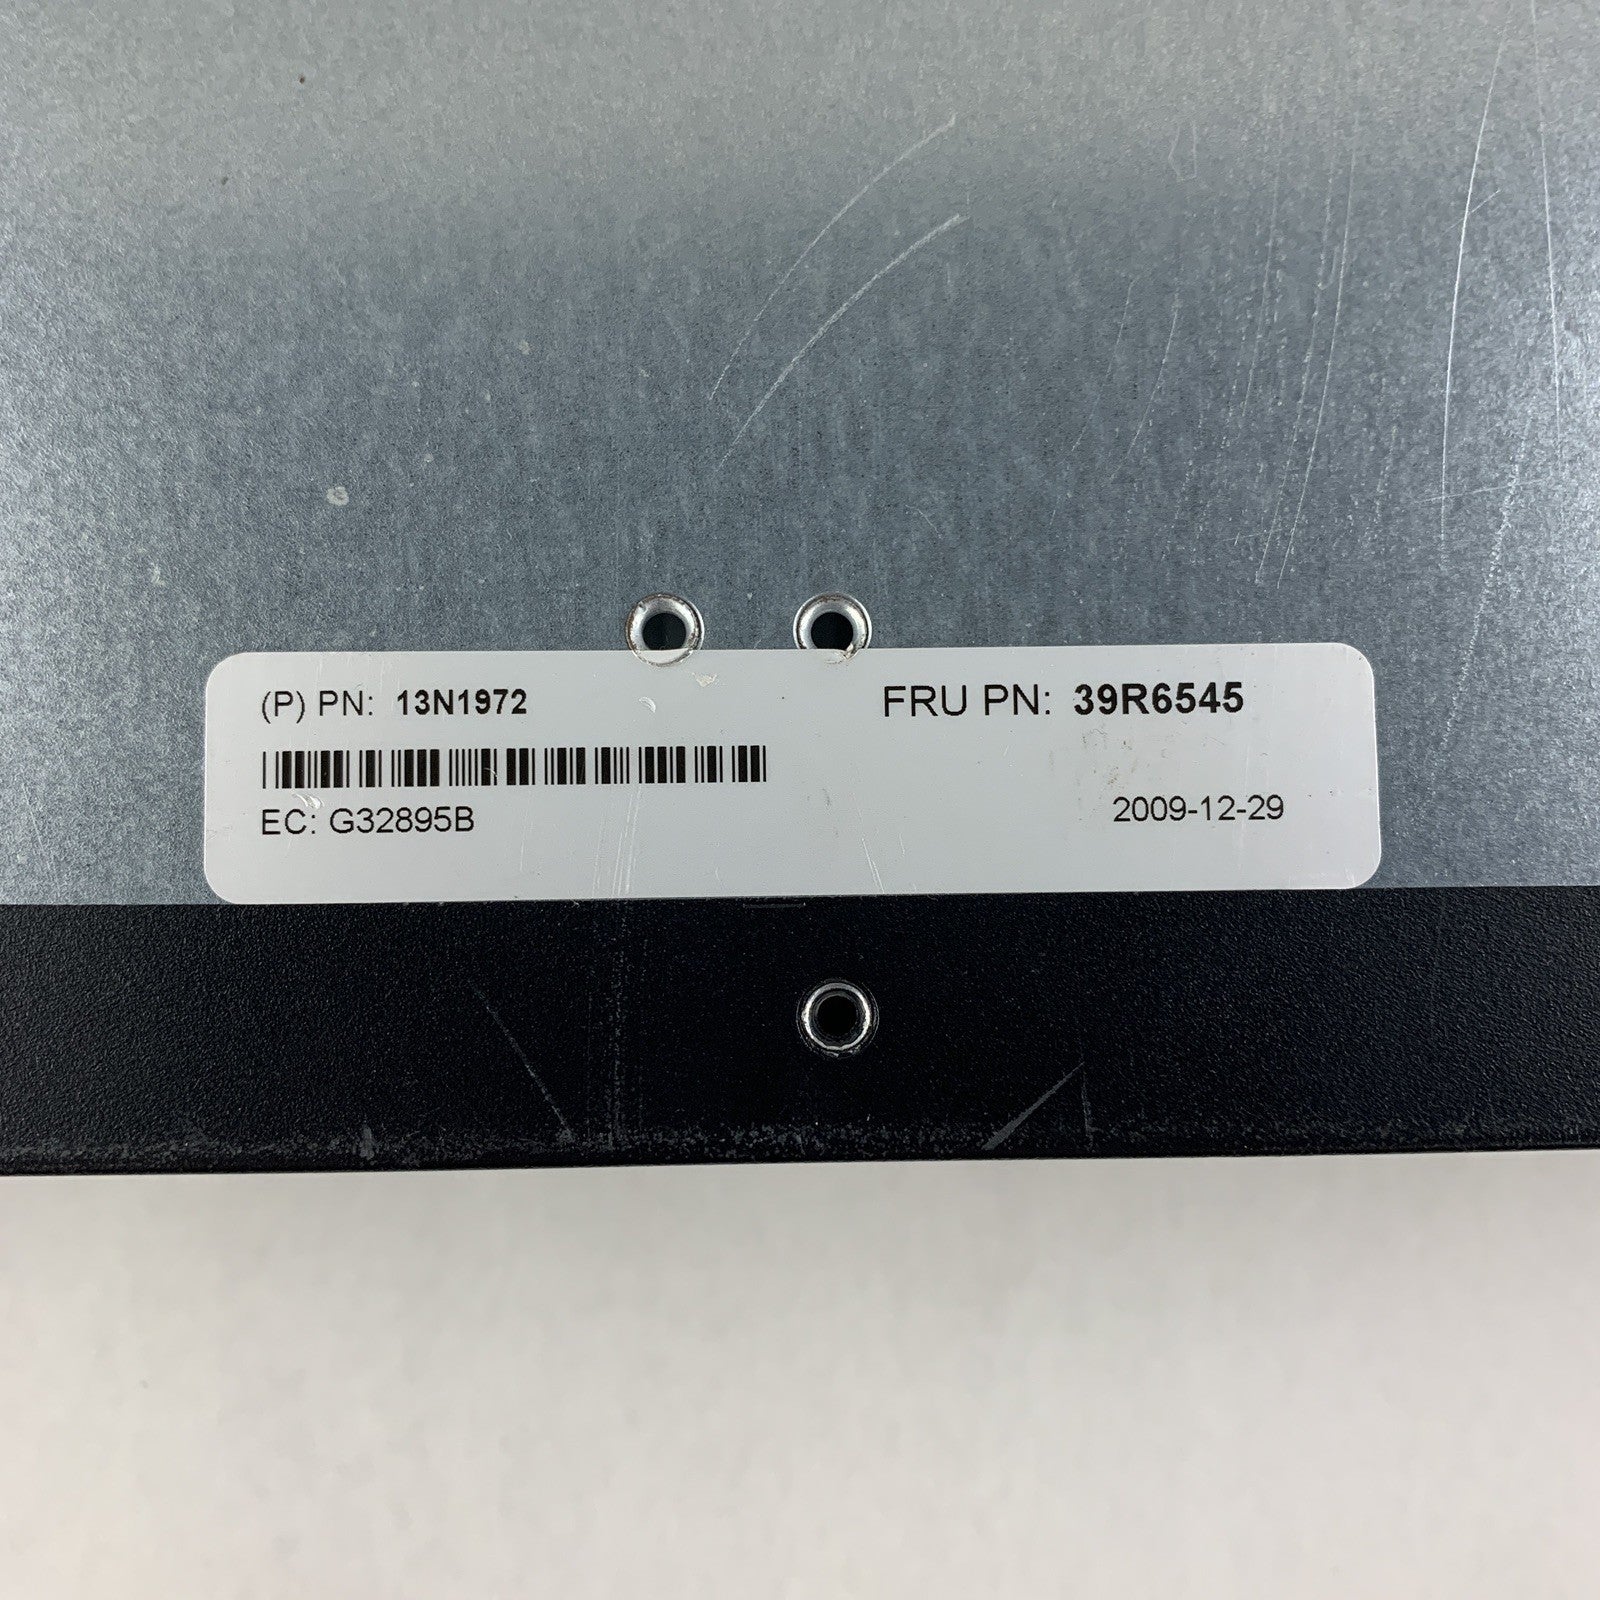 (P) PN: 13N1972
FRU PN: 39R6545
EC: G32895B
2009-12-29